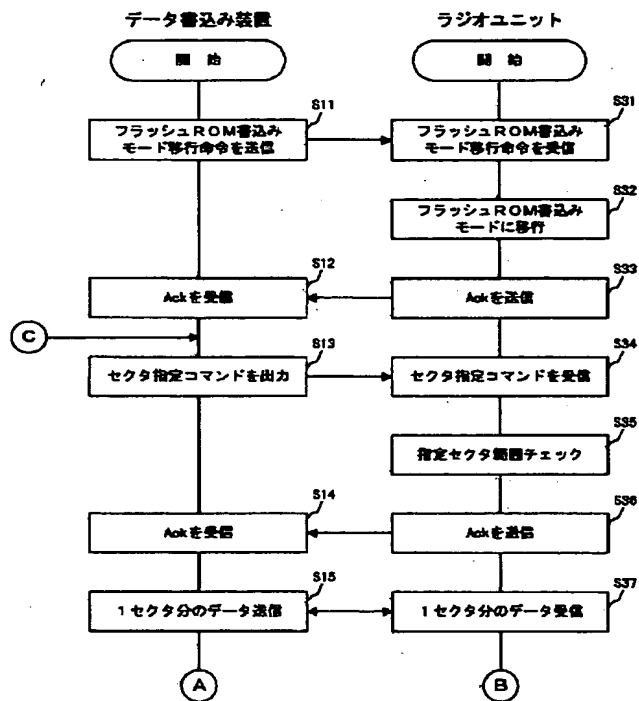 データ書込み装置
ラジオユニット
開 始
開 始
S11
フラッシュROM書込み
モード移行命令を送信
S31
フラッシュROM書込み
モード移行命令を受信
S32
フラッシュROM書込み
モードに移行
S12
Ackを受信
S33
Ackを送信
C
S13
セクタ指定コマンドを出力
S34
セクタ指定コマンドを受信
S35
指定セクタ範囲チェック
S14
Ackを受信
S36
Ackを送信
S15
1セクタ分のデータ送信
S37
1セクタ分のデータ受信
A
B